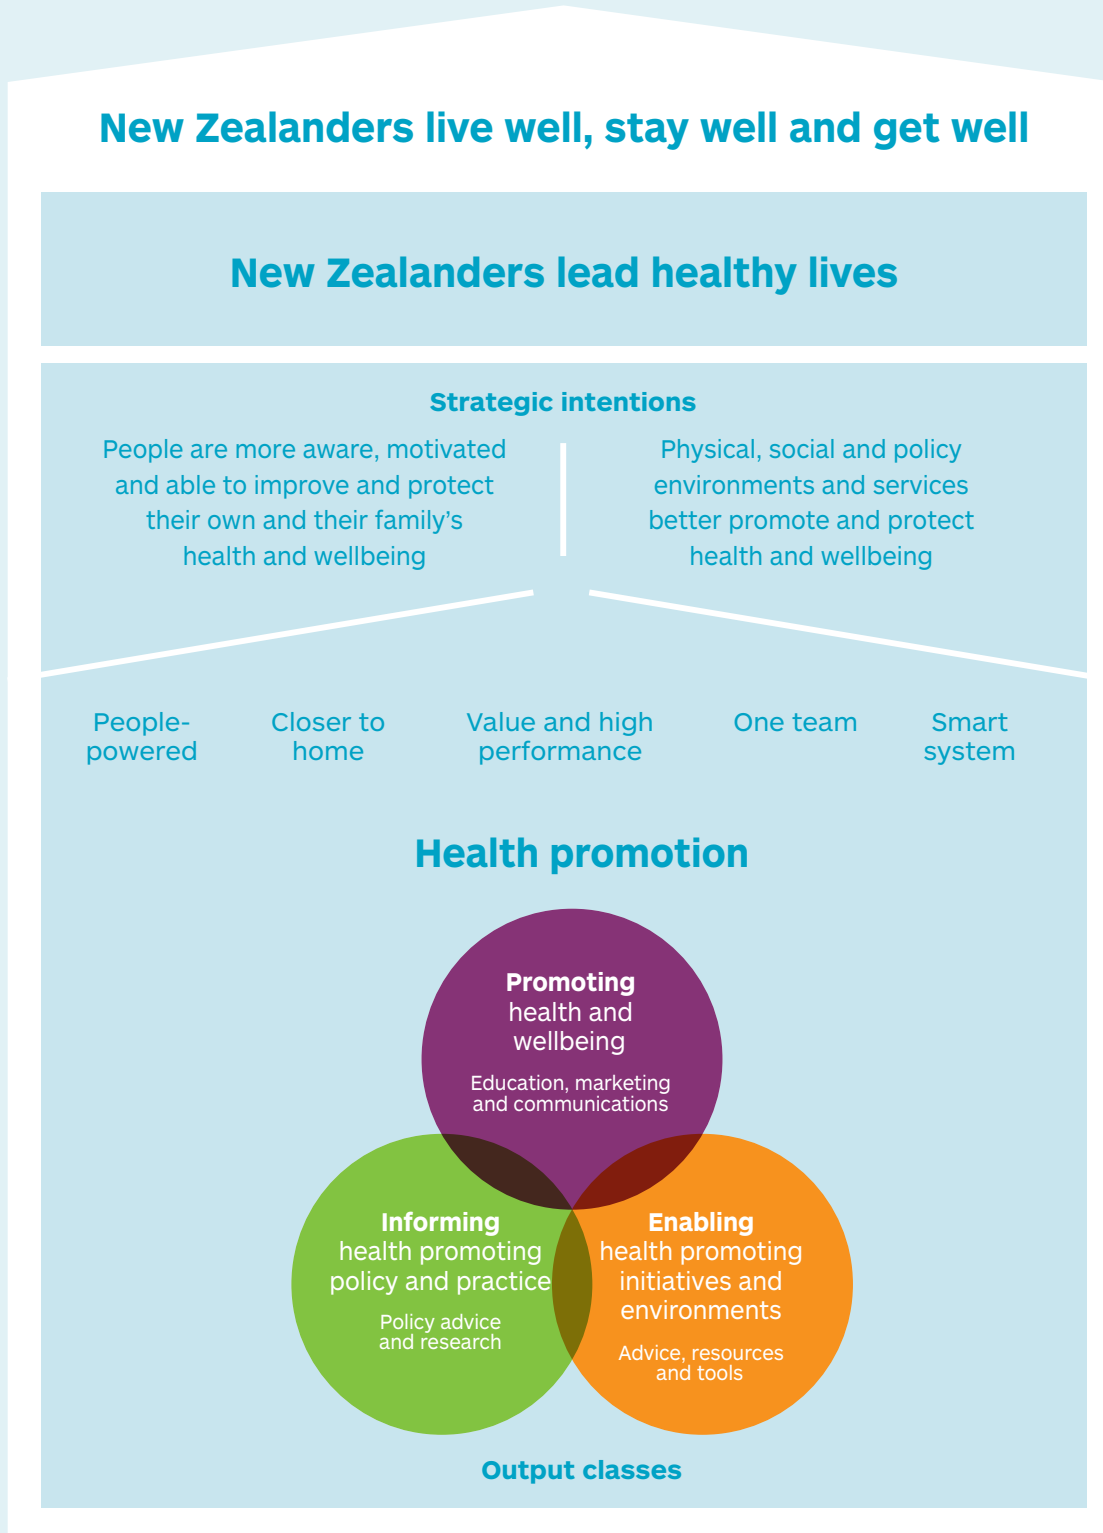 New Zealanders live well, stay well and get well
New Zealanders lead healthy lives
Strategic intentions
People are more aware, motivated
and able to improve and protect
their own and their family's
health and wellbeing
Physical, social and policy
environments and services
better promote and protect
health and wellbeing
People-
powered
Closer to
home
Value and high
performance
One team
Smart
system
Health promotion
Promoting
health and
wellbeing
Education, marketing
and communications
Informing
health promoting
policy and practice
Policy advice
and research
Enabling
health promoting
initiatives and
environments
Advice, resources
and tools
Output classes